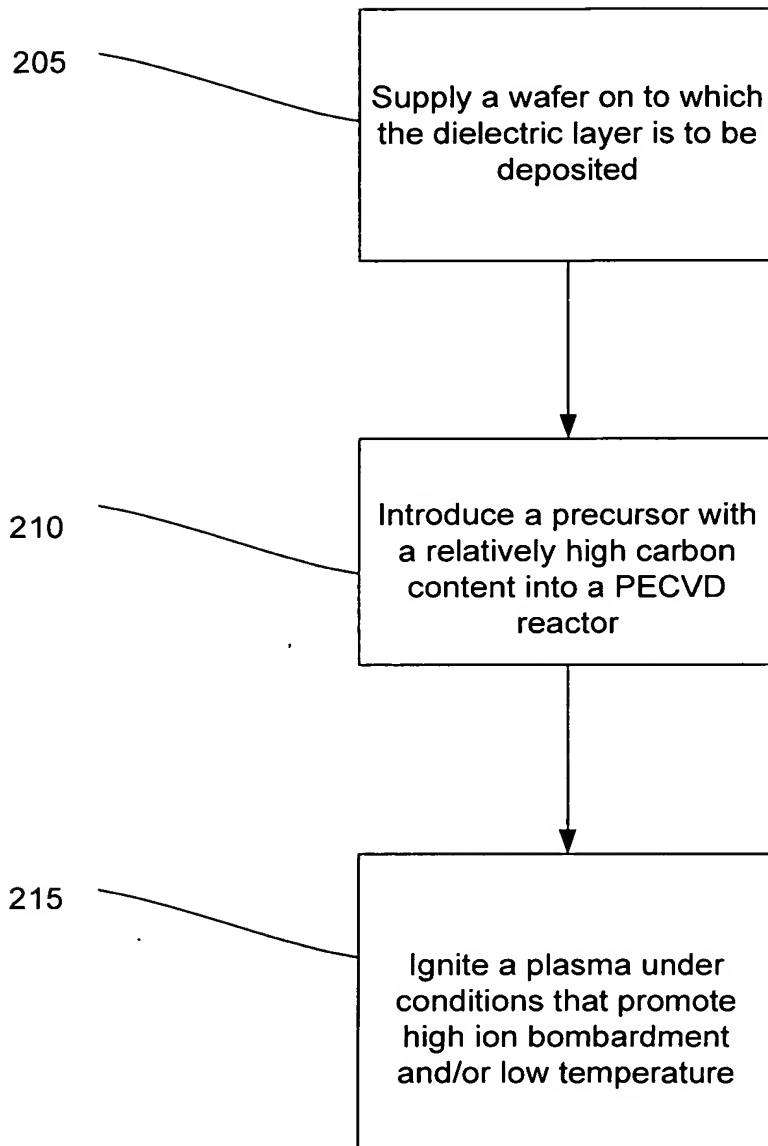 205
Supply a wafer on to which
the dielectric layer is to be
deposited
210
Introduce a precursor with
a relatively high carbon
content into a PECVD
reactor
215
Ignite a plasma under
conditions that promote
high ion bombardment
and/or low temperature